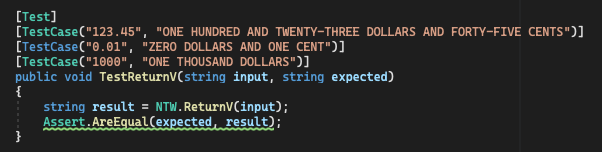 [Test]
[TestCase("123.45", "ONE HUNDRED AND TWENTY-THREE DOLLARS AND FORTY-FIVE CENTS")]
[TestCase("0.01", "ZERO DOLLARS AND ONE CENT")]
[TestCase("1000", "ONE THOUSAND DOLLARS")]
public void TestReturnV(string input, string expected)
{
string result = NTW.ReturnV(input);
Assert.AreEqual(expected, result);
}